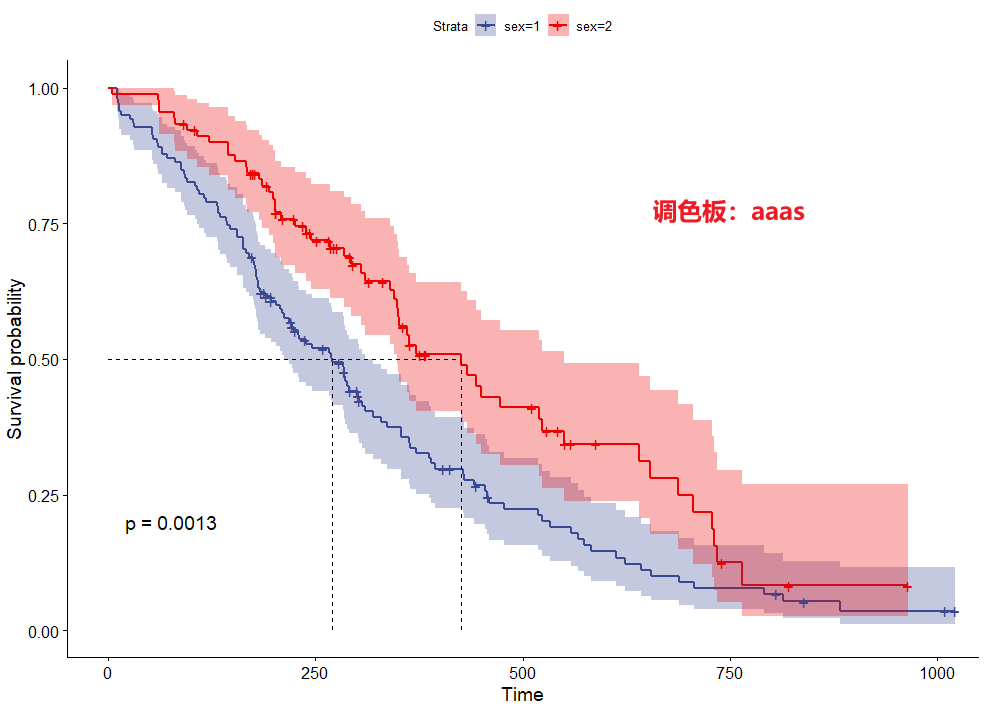 Strata sex=1 sex=2
1.00
调色板：aaas
0.75
Survival probability
0.50
0.25
p = 0.0013
0.00
0 250 500 750 1000
Time